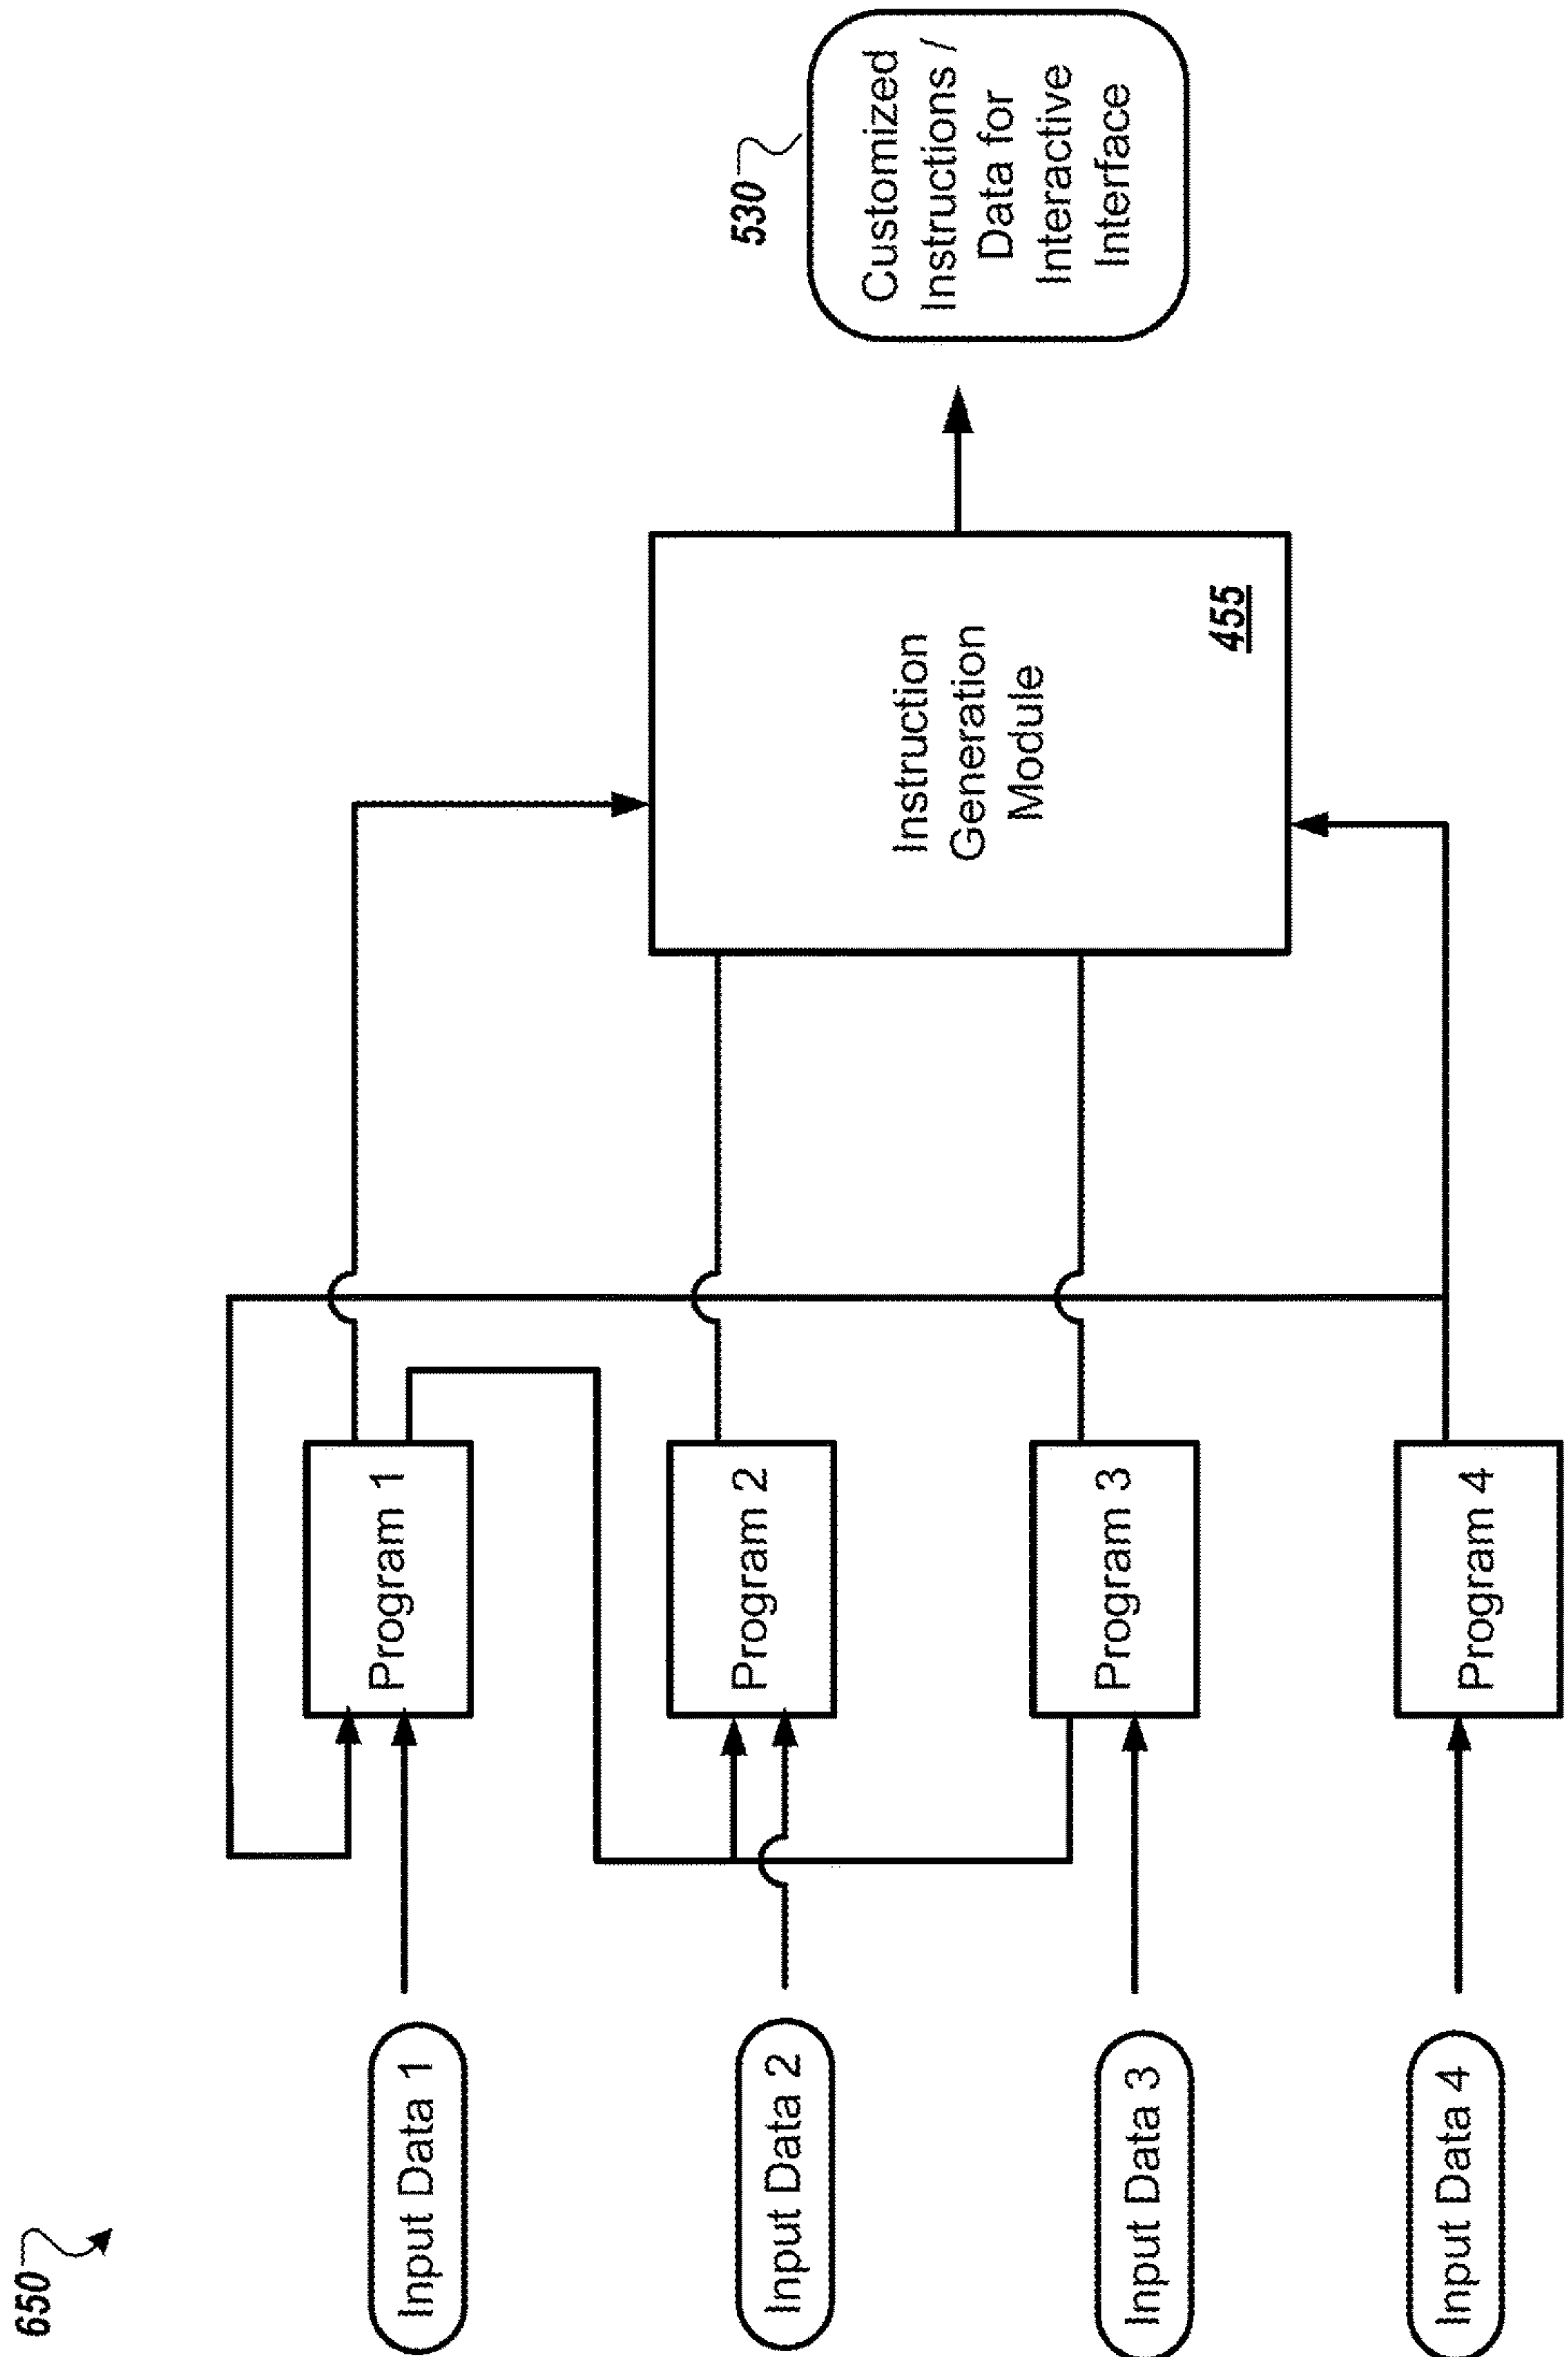 650
Input Data 1
Input Data 2
Input Data 3
Input Data 4
Program 1
Program 2
Program 3
Program 4
Instruction
Generation
Module
455
530
Customized
Instructions /
Data for
Interactive
Interface